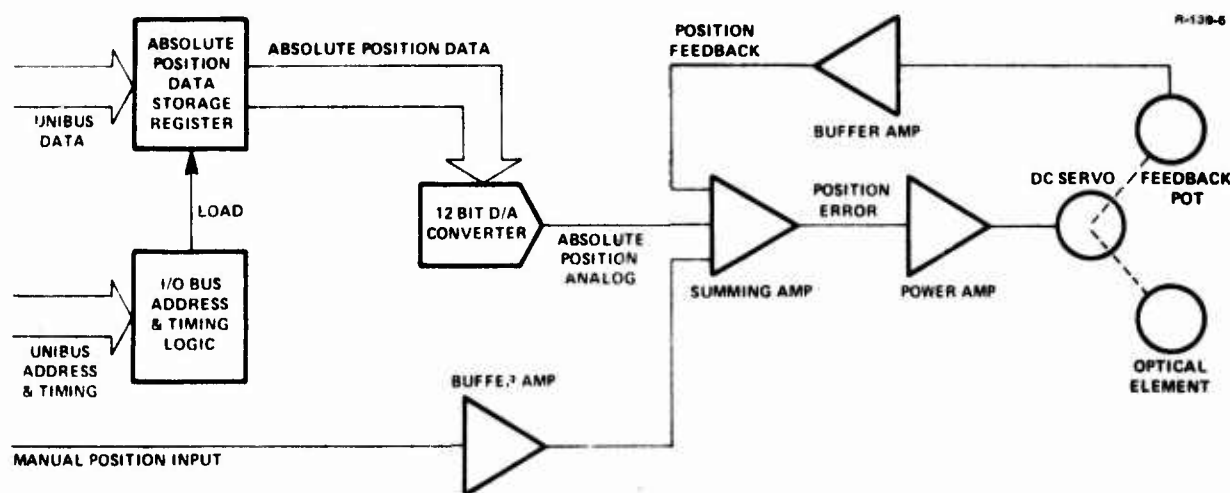 R-139-6
ABSOLUTE
POSITION
DATA
STORAGE
REGISTER
UNIBUS
DATA
ABSOLUTE POSITION DATA
POSITION
FEEDBACK
BUFFER AMP
DC SERVO
FEEDBACK
POT
LOAD
12 BIT D/A
CONVERTER
ABSOLUTE
POSITION
ANALOG
POSITION
ERROR
SUMMING AMP
POWER AMP
I/O BUS
ADDRESS
& TIMING
LOGIC
UNIBUS
ADDRESS
& TIMING
OPTICAL
ELEMENT
BUFFER AMP
MANUAL POSITION INPUT